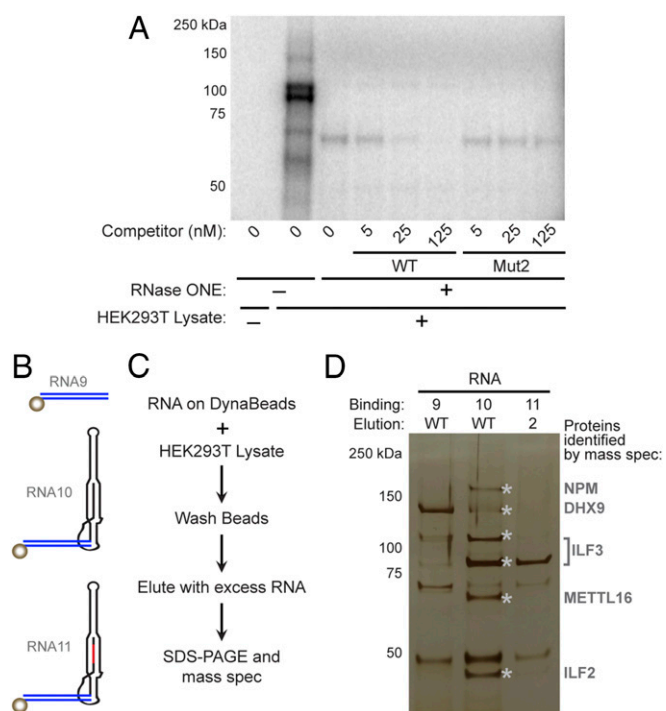 A
250 kDa
150
100
75
50
Competitor (nM): 0 0 0 5 25 125 5 25 125
WT Mut2
RNase ONE: – +
HEK293T Lysate: – +
B
RNA9
RNA10
RNA11
C
RNA on DynaBeads
+
HEK293T Lysate
Wash Beads
Elute with excess RNA
SDS-PAGE and
mass spec
D
RNA
Binding: 9 10 11
Elution: WT WT 2
Proteins
identified
by mass spec:
250 kDa
150
100
75
50
*
*
*
*
*
*
NPM
DHX9
ILF3
METTL16
ILF2